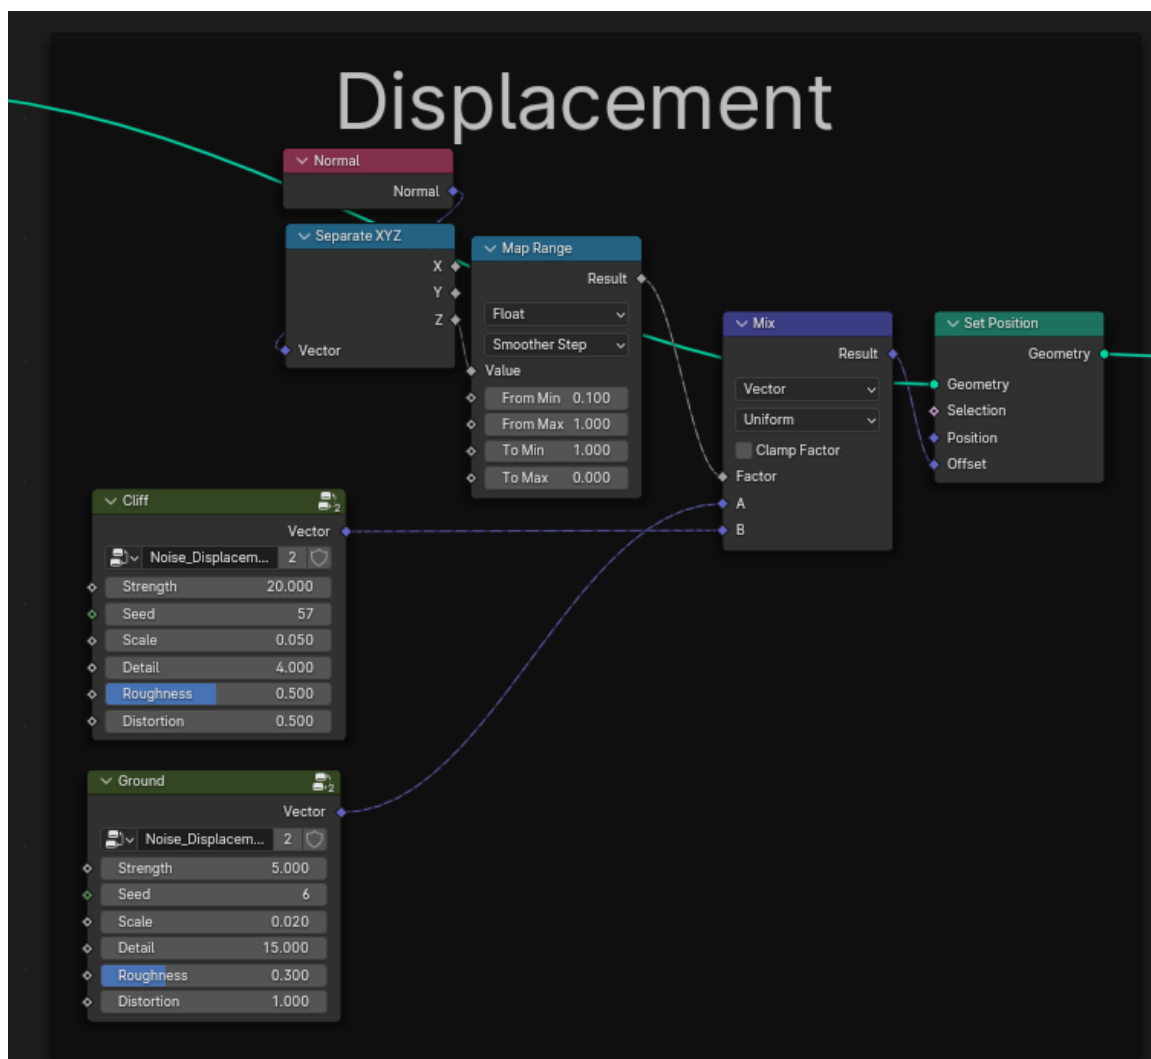 Displacement
Normal
Normal
Separate XYZ
X
Y
Z
Vector
Map Range
Result
Float
Smoother Step
Value
From Min 0.100
From Max 1.000
To Min 1.000
To Max 0.000
Mix
Result
Vector
Uniform
Clamp Factor
Factor
A
B
Set Position
Geometry
Geometry
Selection
Position
Offset
Cliff
2
Vector
Noise_Displacem... 2
Strength 20.000
Seed 57
Scale 0.050
Detail 4.000
Roughness 0.500
Distortion 0.500
Ground
2
Vector
Noise_Displacem... 2
Strength 5.000
Seed 6
Scale 0.020
Detail 15.000
Roughness 0.300
Distortion 1.000